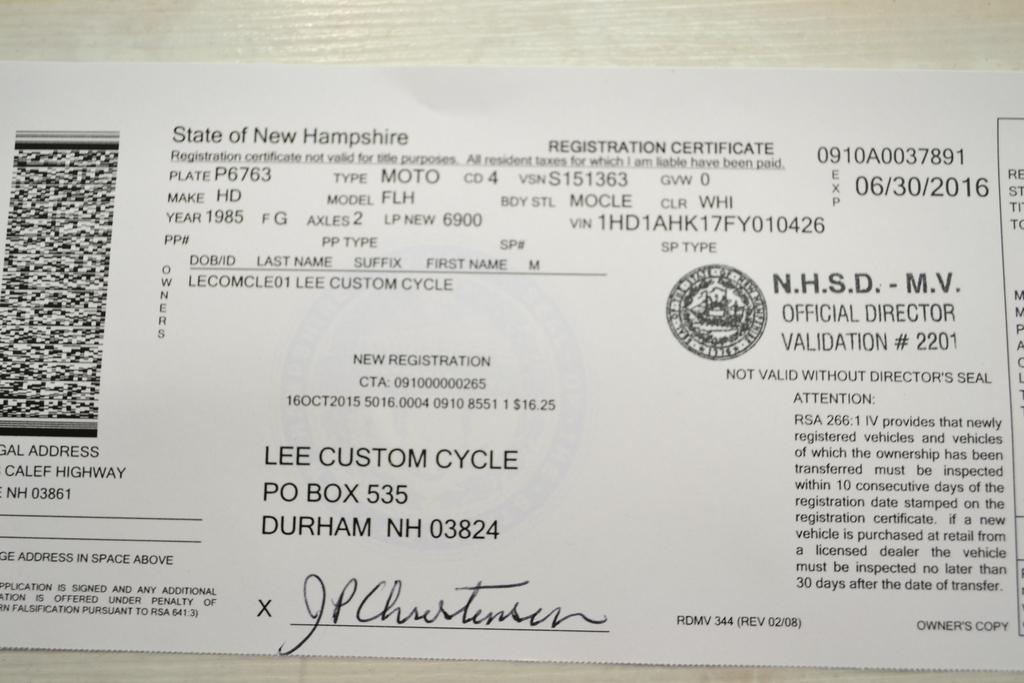 State of New Hampshire
REGISTRATION CERTIFICATE
0910A0037891
Registration certificate not valid for title purposes. All resident taxes for which I am liable have been paid.
PLATE P6763 TYPE MOTO CD 4 VSN S151363 GVW 0
EXP 06/30/2016
MAKE HD MODEL FLH BDY STL MOCLE CLR WHI
YEAR 1985 F G AXLES 2 LP NEW 6900 VIN 1HD1AHK17FY010426
PP# PP TYPE SP# SP TYPE
OWNERS
DOB/ID LAST NAME SUFFIX FIRST NAME M
LECOMCLE01 LEE CUSTOM CYCLE
N.H.S.D. - M.V.
OFFICIAL DIRECTOR
VALIDATION # 2201
NOT VALID WITHOUT DIRECTOR'S SEAL
NEW REGISTRATION
CTA: 091000000265
16OCT2015 5016.0004 0910 8551 1 $16.25
LEE CUSTOM CYCLE
PO BOX 535
DURHAM NH 03824
ATTENTION:
RSA 266:1 IV provides that newly
registered vehicles and vehicles
of which the ownership has been
transferred must be inspected
within 10 consecutive days of the
registration date stamped on the
registration certificate. if a new
vehicle is purchased at retail from
a licensed dealer the vehicle
must be inspected no later than
30 days after the date of transfer.
GAL ADDRESS
CALEF HIGHWAY
E NH 03861
GE ADDRESS IN SPACE ABOVE
PPLICATION IS SIGNED AND ANY ADDITIONAL
ATION IS OFFERED UNDER PENALTY OF
RN FALSIFICATION PURSUANT TO RSA 641:3)
X JP Christensen
RDMV 344 (REV 02/08)
OWNER'S COPY
RE
ST
TIT
TO